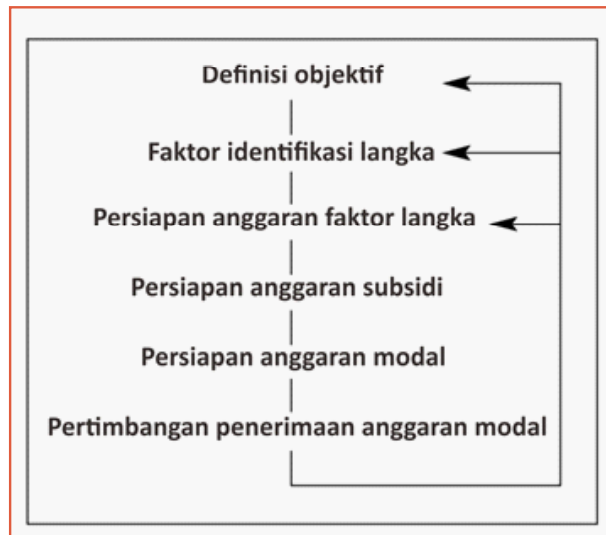 Definisi objektif
Faktor identifikasi langka
Persiapan anggaran faktor langka
Persiapan anggaran subsidi
Persiapan anggaran modal
Pertimbangan penerimaan anggaran modal